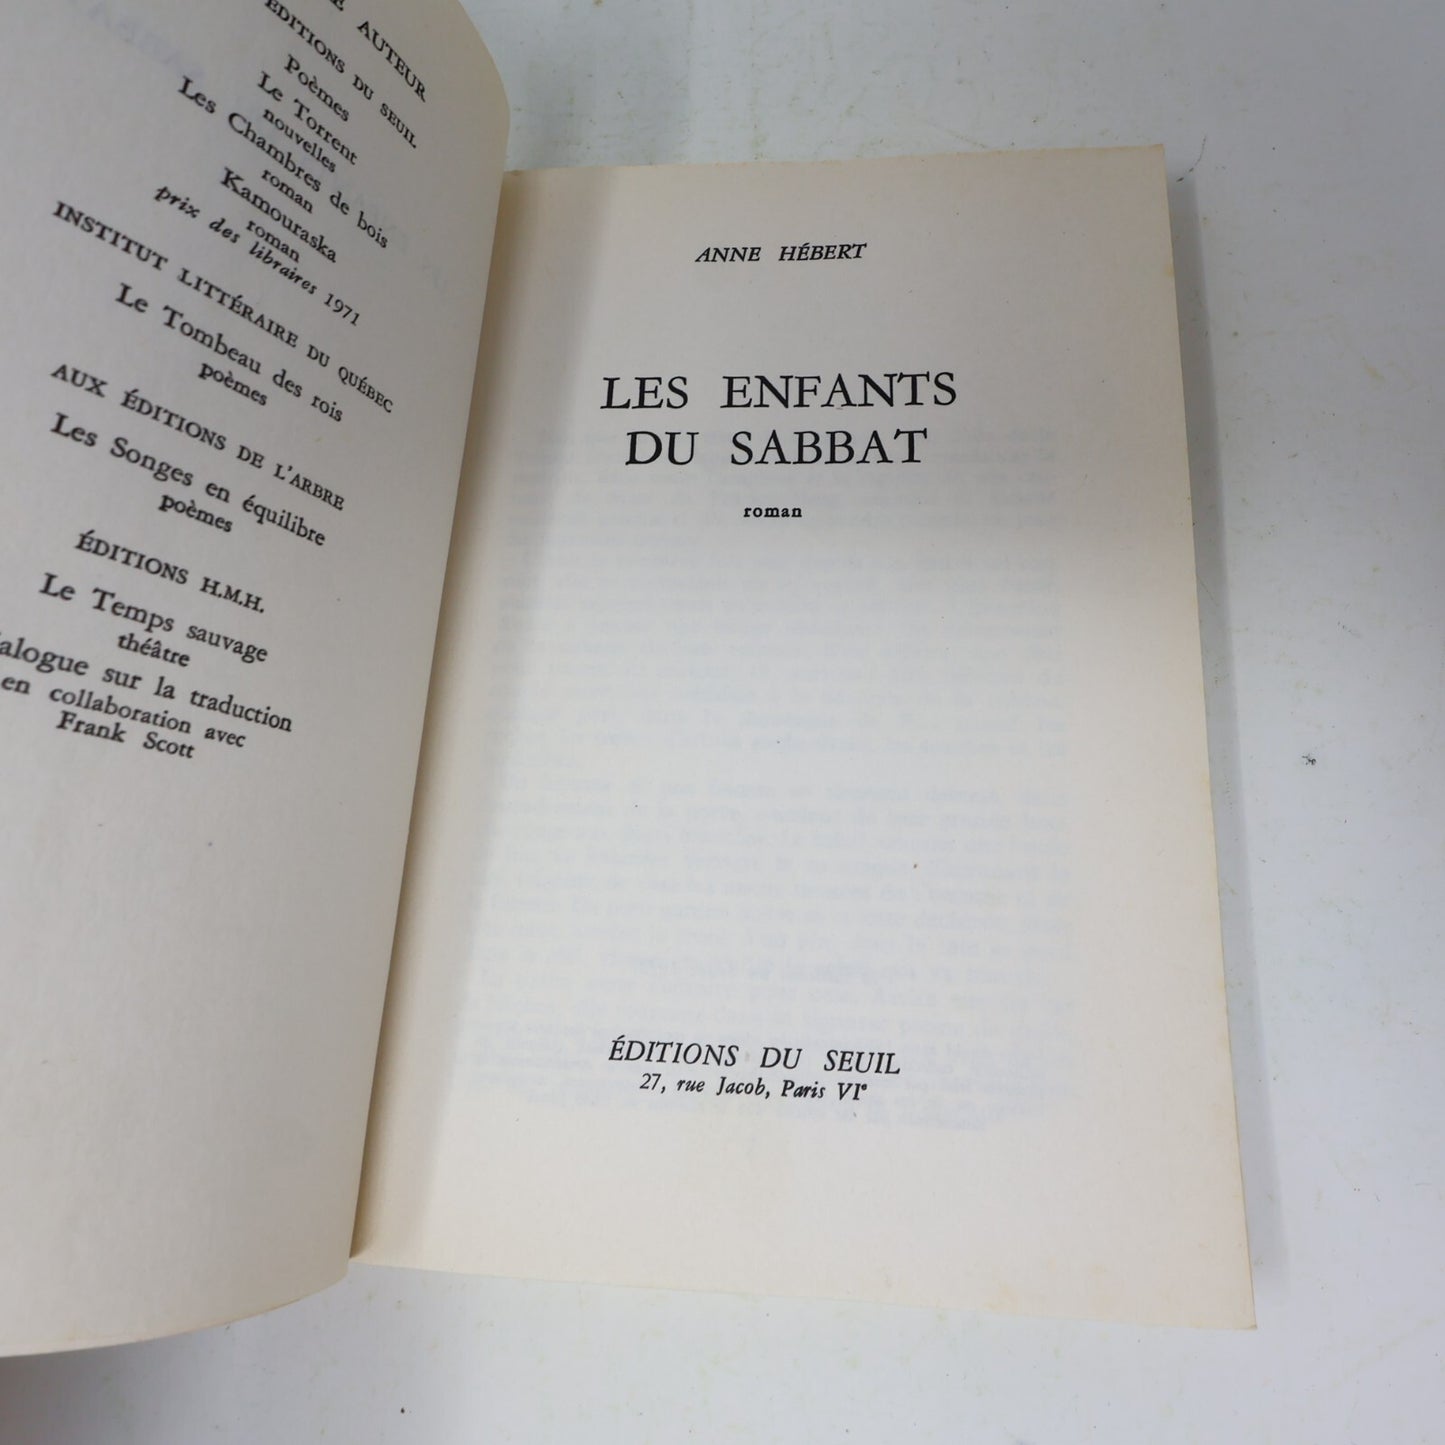 AUTEUR
EDITIONS DU SEUIL
Poèmes
Le Torrent
nouvelles
Les Chambres de bois
roman
Kamouraska
roman
prix des libraires 1971
INSTITUT LITTÉRAIRE DU QUÉBEC
Le Tombeau des rois
poèmes
AUX ÉDITIONS DE L'ARBRE
Les Songes en équilibre
poèmes
ÉDITIONS H.M.H.
Le Temps sauvage
théâtre
alogue sur la traduction
en collaboration avec
Frank Scott
ANNE HÉBERT
LES ENFANTS
DU SABBAT
roman
ÉDITIONS DU SEUIL
27, rue Jacob, Paris VIe